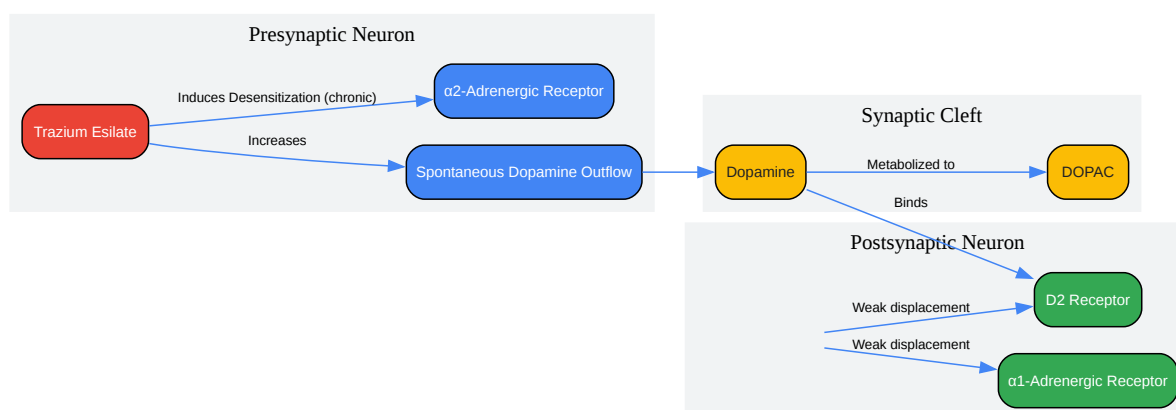 Presynaptic Neuron
α2-Adrenergic Receptor
Induces Desensitization (chronic)
Trazium Esilate
Increases
Spontaneous Dopamine Outflow
Synaptic Cleft
Dopamine
Metabolized to
DOPAC
Binds
Postsynaptic Neuron
D2 Receptor
Weak displacement
Weak displacement
α1-Adrenergic Receptor